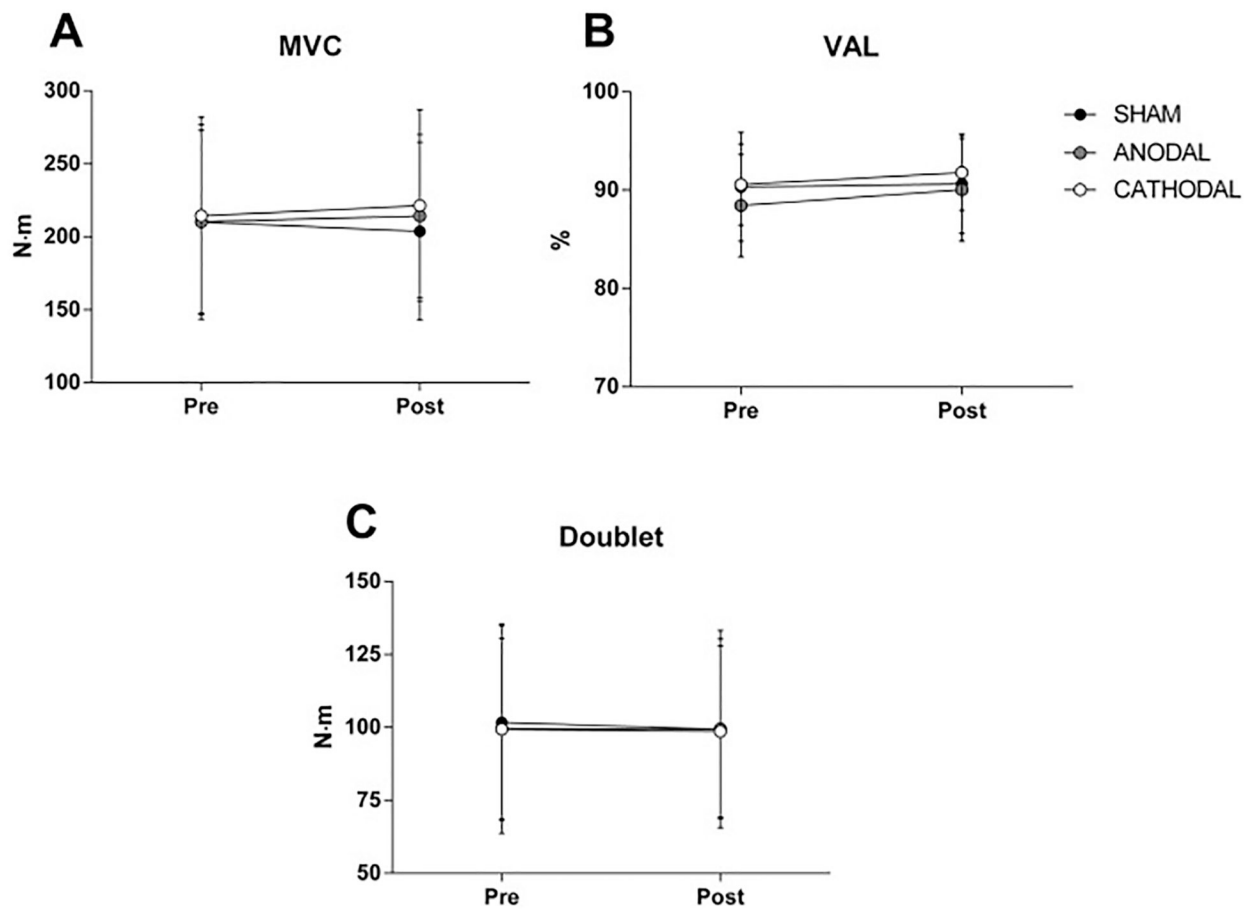 A
MVC
300
250
200
150
100
N·m
Pre
Post
B
VAL
100
90
80
70
%
Pre
Post
SHAM
ANODAL
CATHODAL
C
Doublet
150
125
100
75
50
N·m
Pre
Post